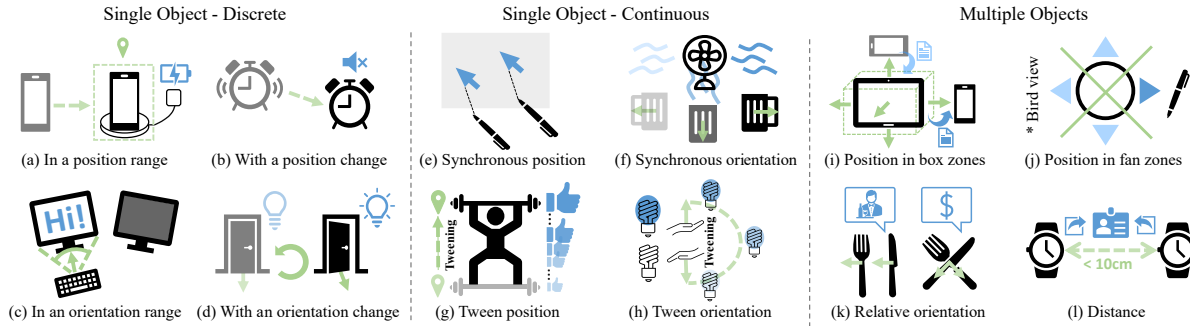 Single Object - Discrete
Single Object - Continuous
Multiple Objects
(a) In a position range
(b) With a position change
(e) Synchronous position
(f) Synchronous orientation
* Bird view
(i) Position in box zones
(j) Position in fan zones
Hi!
Tweening
Tweening
$
< 10cm
(c) In an orientation range
(d) With an orientation change
(g) Tween position
(h) Tween orientation
(k) Relative orientation
(l) Distance